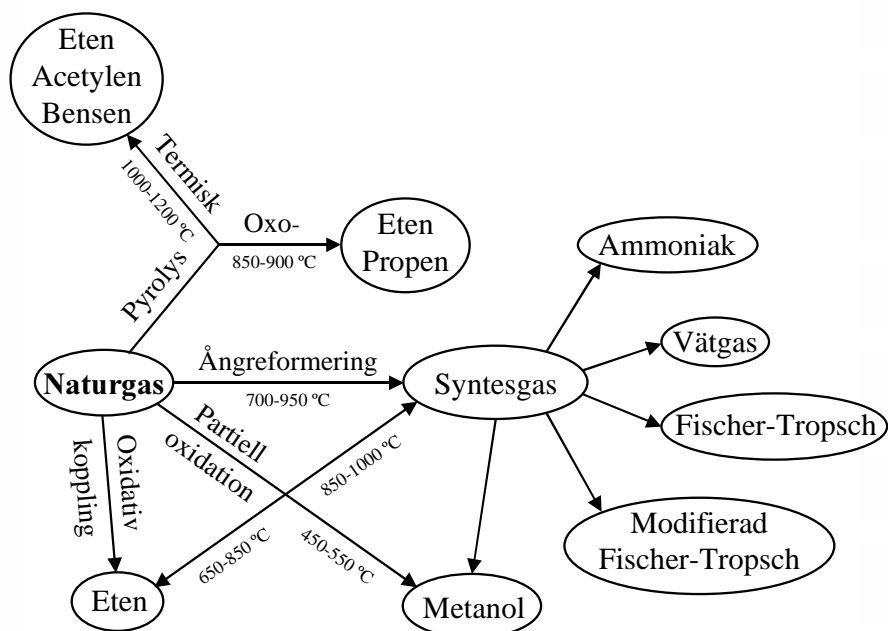 Eten
Acetylen
Bensen
Termisk
1000-1200 ºC
Pyrolys
Oxo-
850-900 ºC
Eten
Propen
Ammoniak
Vätgas
Ångreformering
Naturgas
700-950 ºC
Syntesgas
Fischer-Tropsch
Partiell
oxidation
850-1000 ºC
Oxidativ
koppling
650-850 ºC
450-550 ºC
Modifierad
Fischer-Tropsch
Eten
Metanol